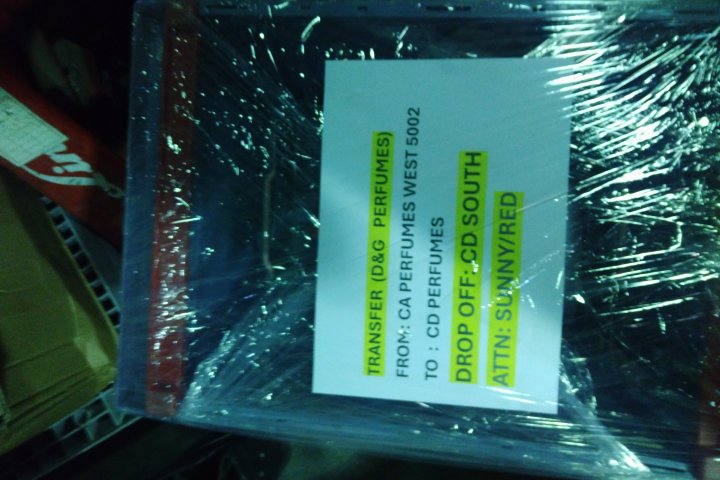 TRANSFER (D&G PERFUMES)
FROM: CA PERFUMES WEST 5002
TO : CD PERFUMES
DROP OFF: CD SOUTH
ATTN: SUNNY/RED